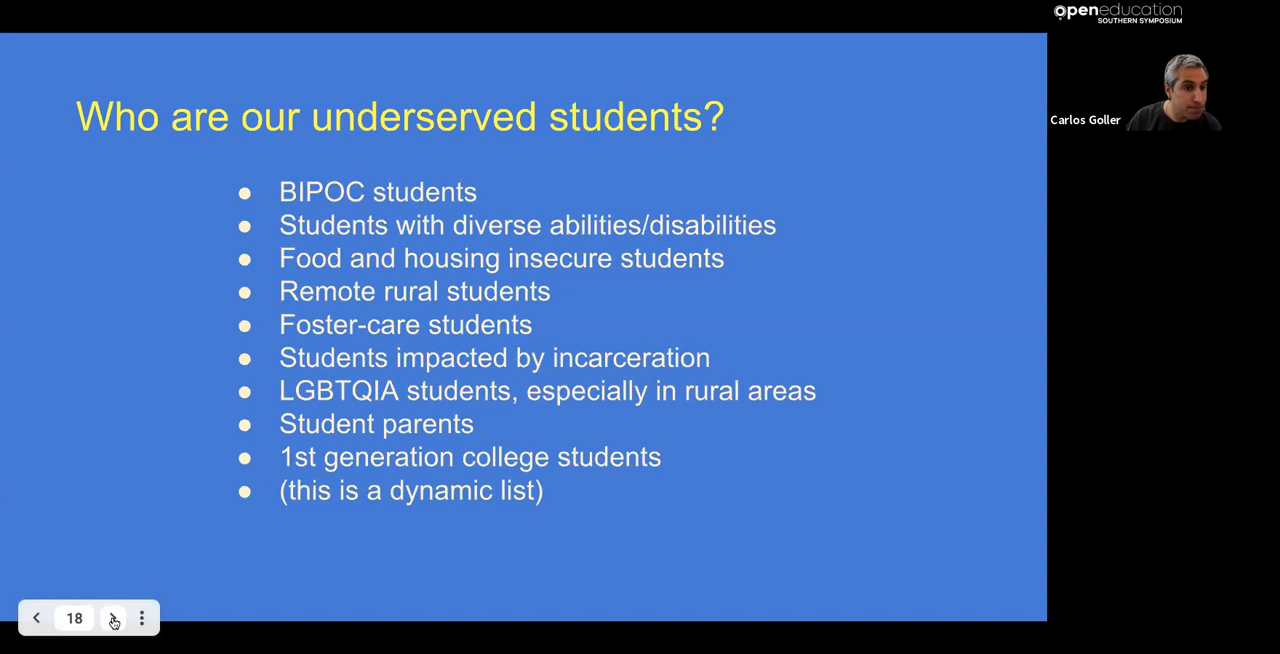 openeducation
SOUTHERN SYMPOSIUM
Who are our underserved students?
● BIPOC students
● Students with diverse abilities/disabilities
● Food and housing insecure students
● Remote rural students
● Foster-care students
● Students impacted by incarceration
● LGBTQIA students, especially in rural areas
● Student parents
● 1st generation college students
● (this is a dynamic list)
Carlos Goller
18